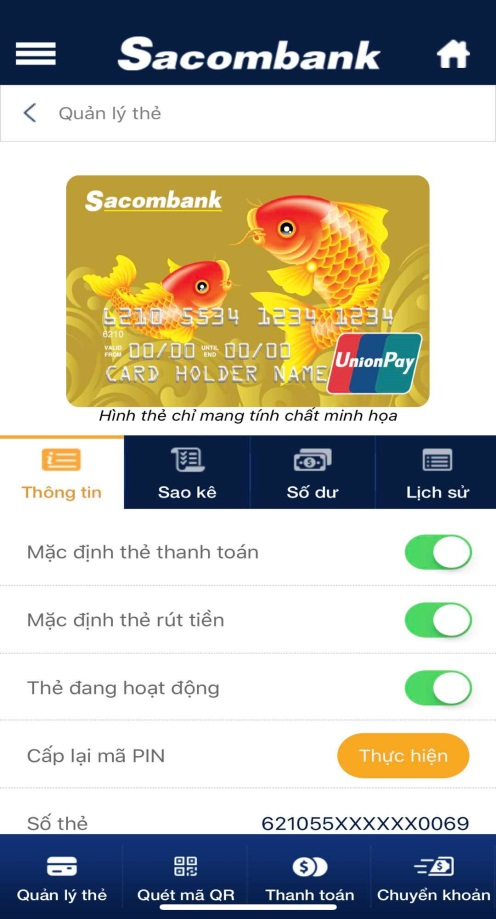 Sacombank
Quản lý thẻ
Sacombank
6210 5534 1234 1234
6210
VALID FROM 00/00 UNTIL END 00/00
CARD HOLDER NAME
UnionPay
Hình thẻ chỉ mang tính chất minh họa
Thông tin Sao kê Số dư Lịch sử
Mặc định thẻ thanh toán
Mặc định thẻ rút tiền
Thẻ đang hoạt động
Cấp lại mã PIN Thực hiện
Số thẻ 621055XXXXXX0069
Quản lý thẻ Quét mã QR Thanh toán Chuyển khoản